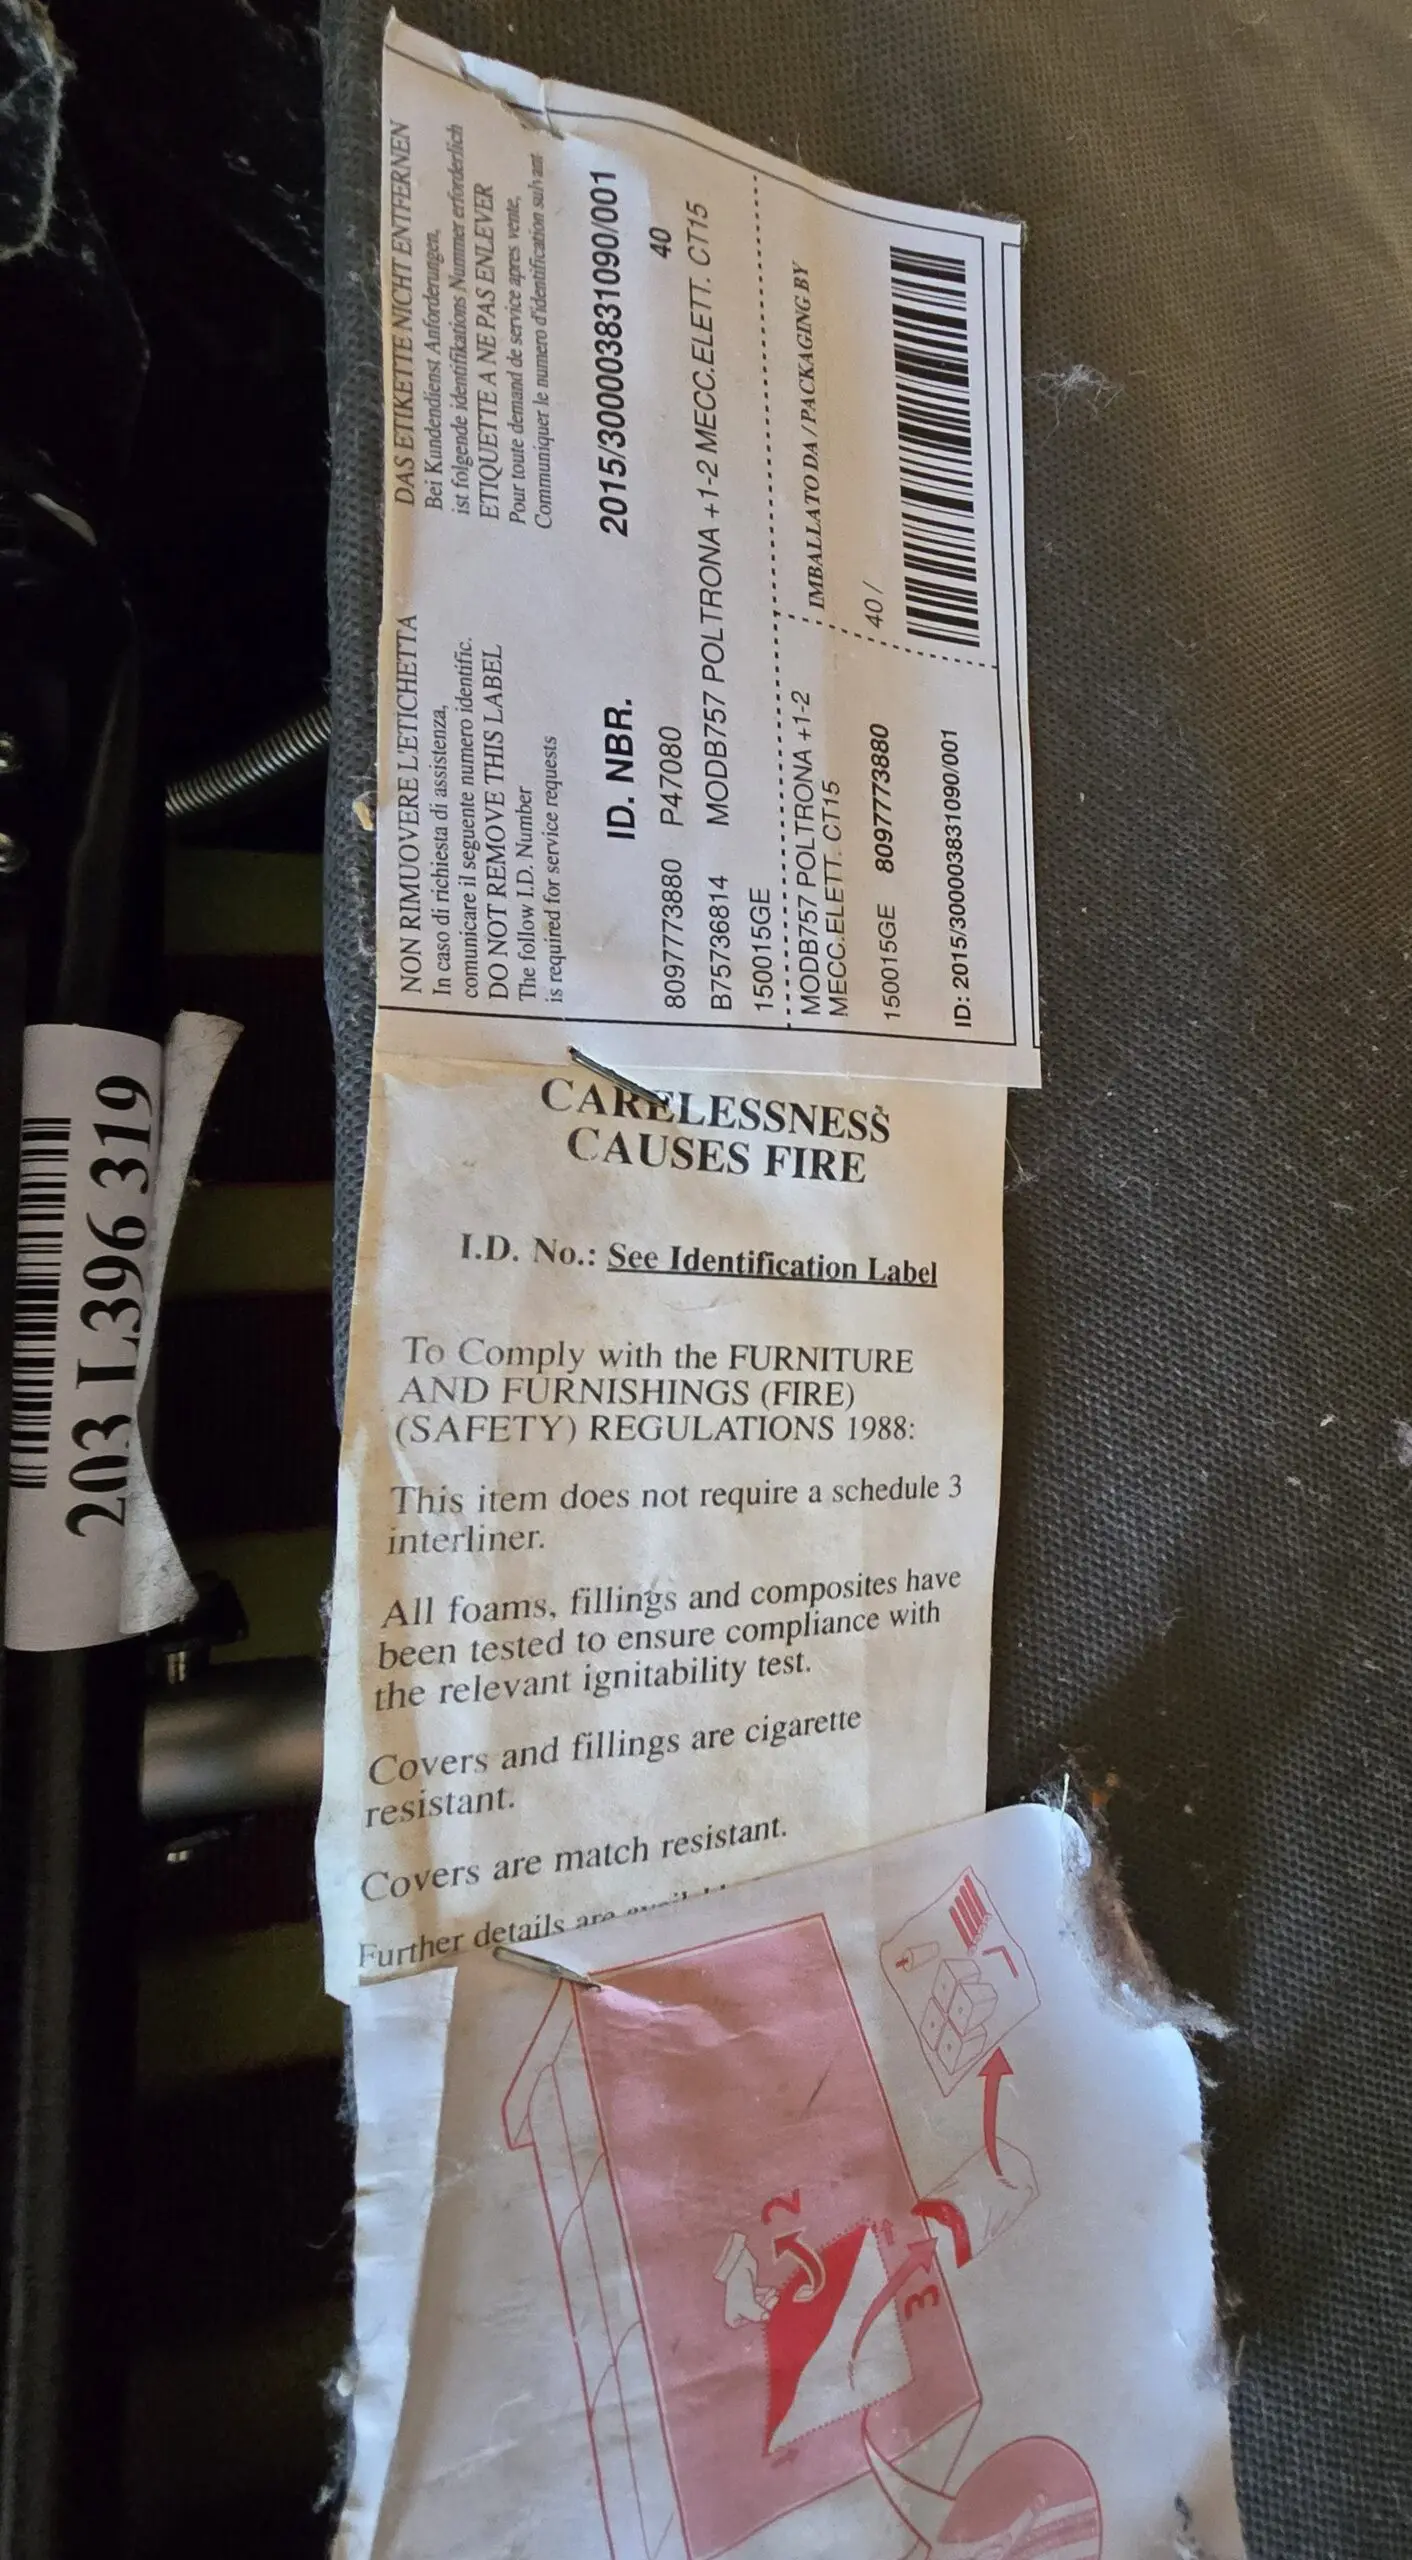 NON RIMUOVERE L'ETICHETTA
In caso di richiesta di assistenza,
comunicare il seguente numero identific.
DO NOT REMOVE THIS LABEL
The follow I.D. Number
is required for service requests
DAS ETIKETTE NICHT ENTFERNEN
Bei Kundendienst Anforderungen,
ist folgende identifikations Nummer erforderlich
ETIQUETTE A NE PAS ENLEVER
Pour toute demand de service apres vente,
Communiquer le numero d'identification suivant
ID. NBR. 2015/300003831090/001
8097773880 P47080 40
B75736814 MODB757 POLTRONA +1-2 MECC.ELETT. CT15
150015GE
MODB757 POLTRONA +1-2
MECC.ELETT. CT15
150015GE 8097773880
ID: 2015/300003831090/001
IMBALLATO DA / PACKAGING BY
40 /
203 L396 319
CARELESSNESS
CAUSES FIRE
I.D. No.: See Identification Label
To Comply with the FURNITURE
AND FURNISHINGS (FIRE)
(SAFETY) REGULATIONS 1988:
This item does not require a schedule 3
interliner.
All foams, fillings and composites have
been tested to ensure compliance with
the relevant ignitability test.
Covers and fillings are cigarette
resistant.
Covers are match resistant.
Further details are
2
3